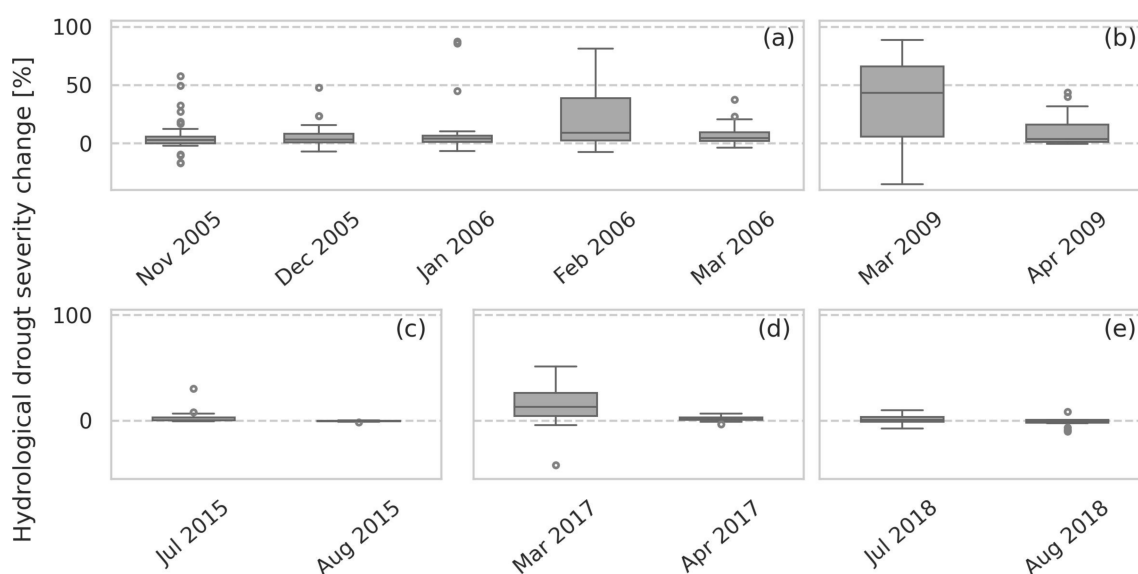 Hydrological drougt severity change [%]
100
50
0
(a)
(b)
Nov 2005
Dec 2005
Jan 2006
Feb 2006
Mar 2006
Mar 2009
Apr 2009
100
0
(c)
(d)
(e)
Jul 2015
Aug 2015
Mar 2017
Apr 2017
Jul 2018
Aug 2018